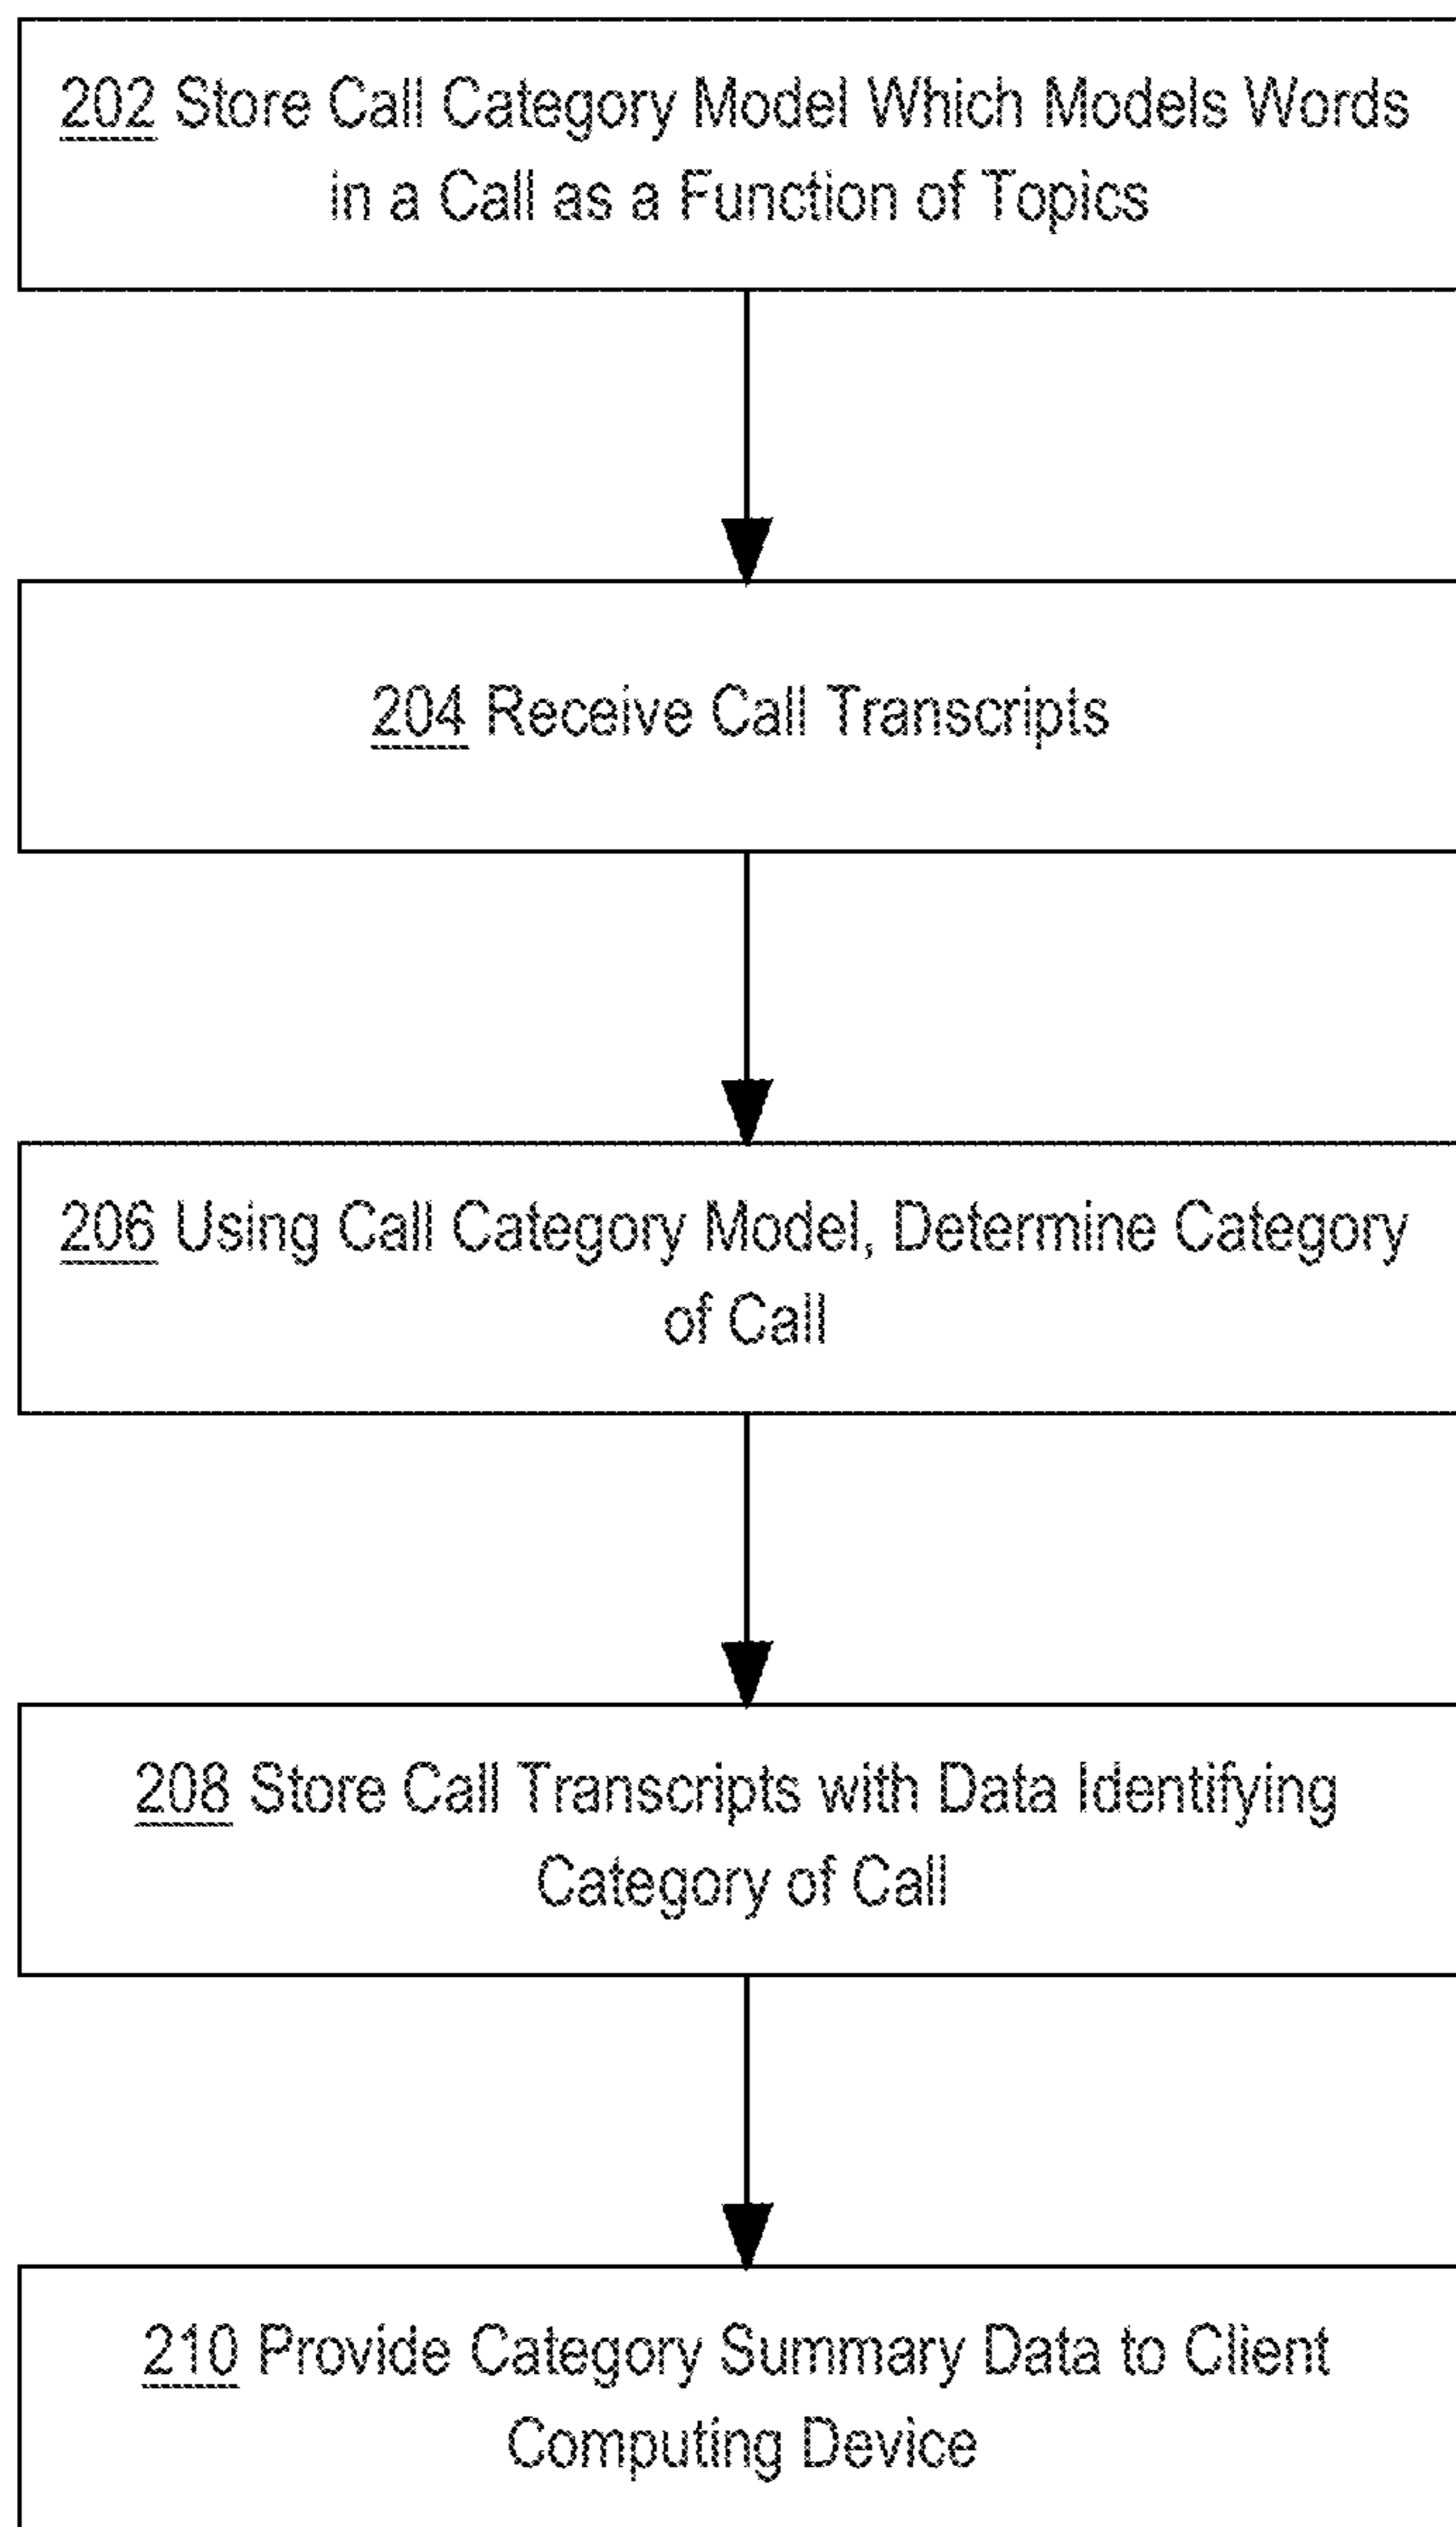 202 Store Call Category Model Which Models Words
in a Call as a Function of Topics
204 Receive Call Transcripts
206 Using Call Category Model, Determine Category
of Call
208 Store Call Transcripts with Data Identifying
Category of Call
210 Provide Category Summary Data to Client
Computing Device